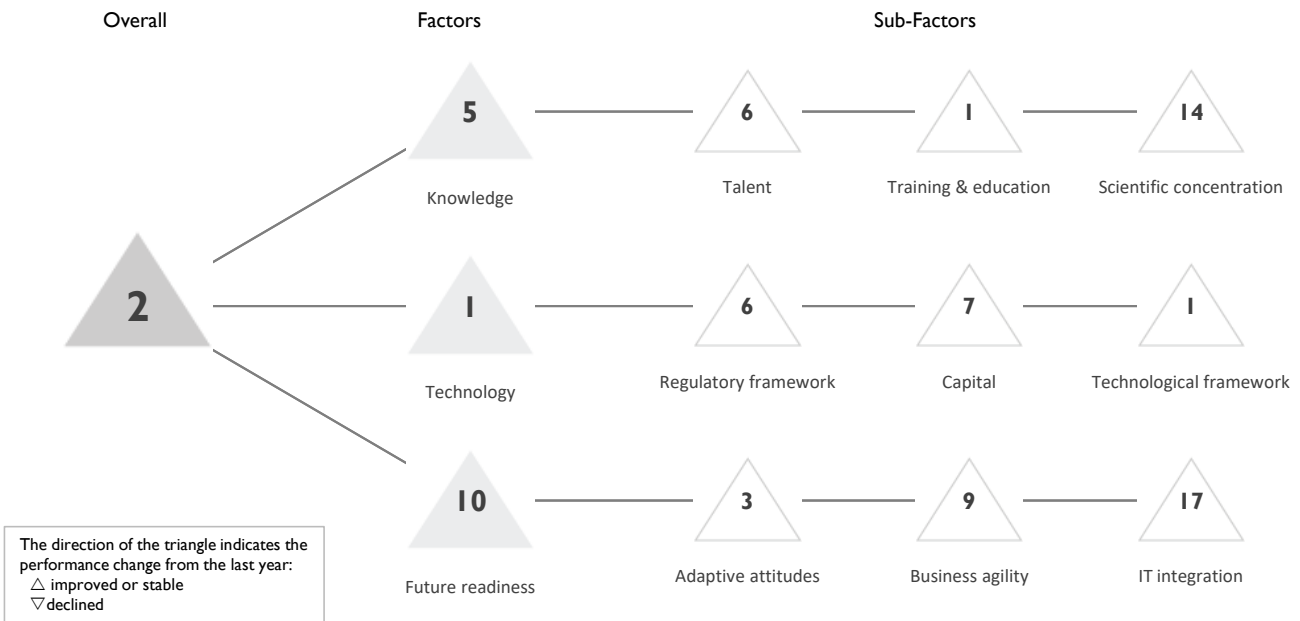 Overall
Factors
Sub-Factors
5
6
1
14
Knowledge
Talent
Training & education
Scientific concentration
2
1
6
7
1
Technology
Regulatory framework
Capital
Technological framework
10
3
9
17
Future readiness
Adaptive attitudes
Business agility
IT integration
The direction of the triangle indicates the
performance change from the last year:
△ improved or stable
▽ declined